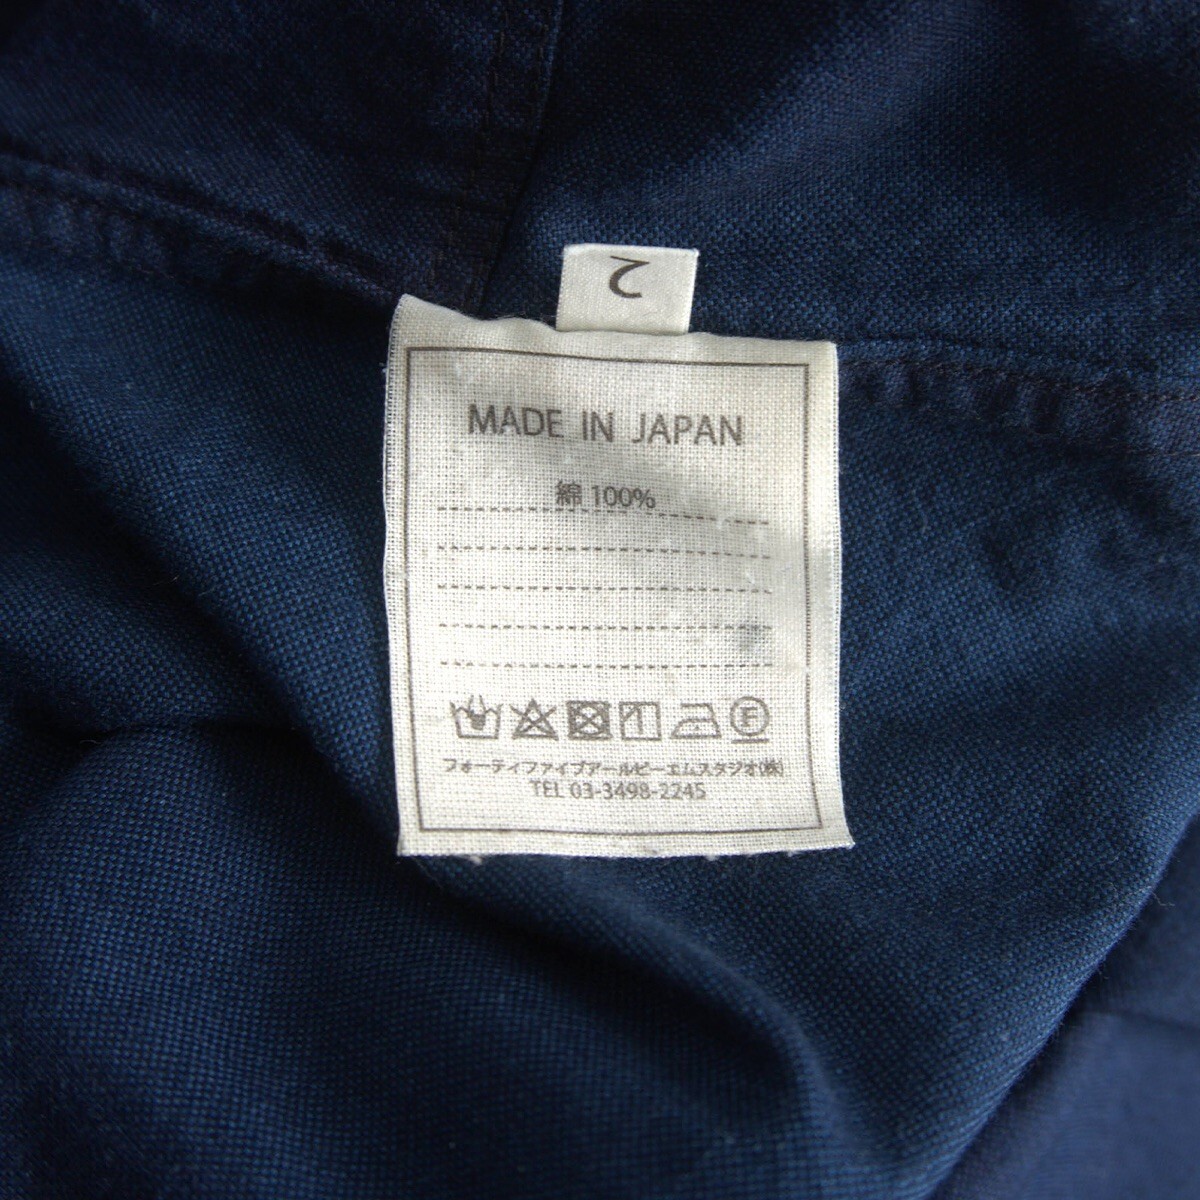 2
MADE IN JAPAN
綿 100%
F
フォーティファイブアールピーエムスタジオ(株)
TEL 03-3498-2245